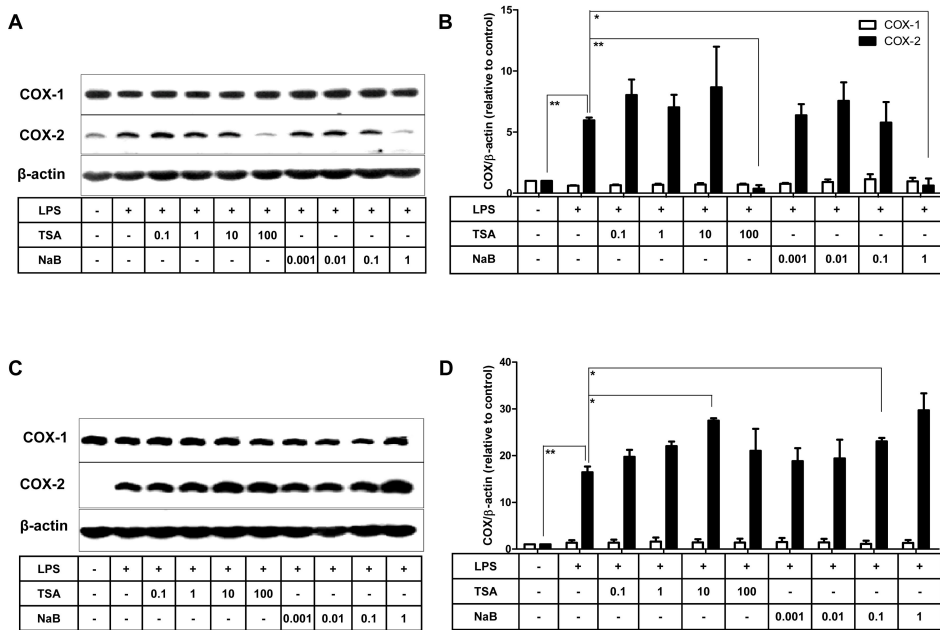 A
COX-1
COX-2
β-actin
LPS - + + + + + + + + +
TSA - - 0.1 1 10 100 - - - -
NaB - - - - - - 0.001 0.01 0.1 1
B
COX/β-actin (relative to control)
15
10
5
0
* 
**
**
COX-1
COX-2
LPS - + + + + + + + + +
TSA - - 0.1 1 10 100 - - - -
NaB - - - - - - 0.001 0.01 0.1 1
C
COX-1
COX-2
β-actin
LPS - + + + + + + + + +
TSA - - 0.1 1 10 100 - - - -
NaB - - - - - - 0.001 0.01 0.1 1
D
COX/β-actin (relative to control)
40
30
20
10
0
*
*
**
LPS - + + + + + + + + +
TSA - - 0.1 1 10 100 - - - -
NaB - - - - - - 0.001 0.01 0.1 1